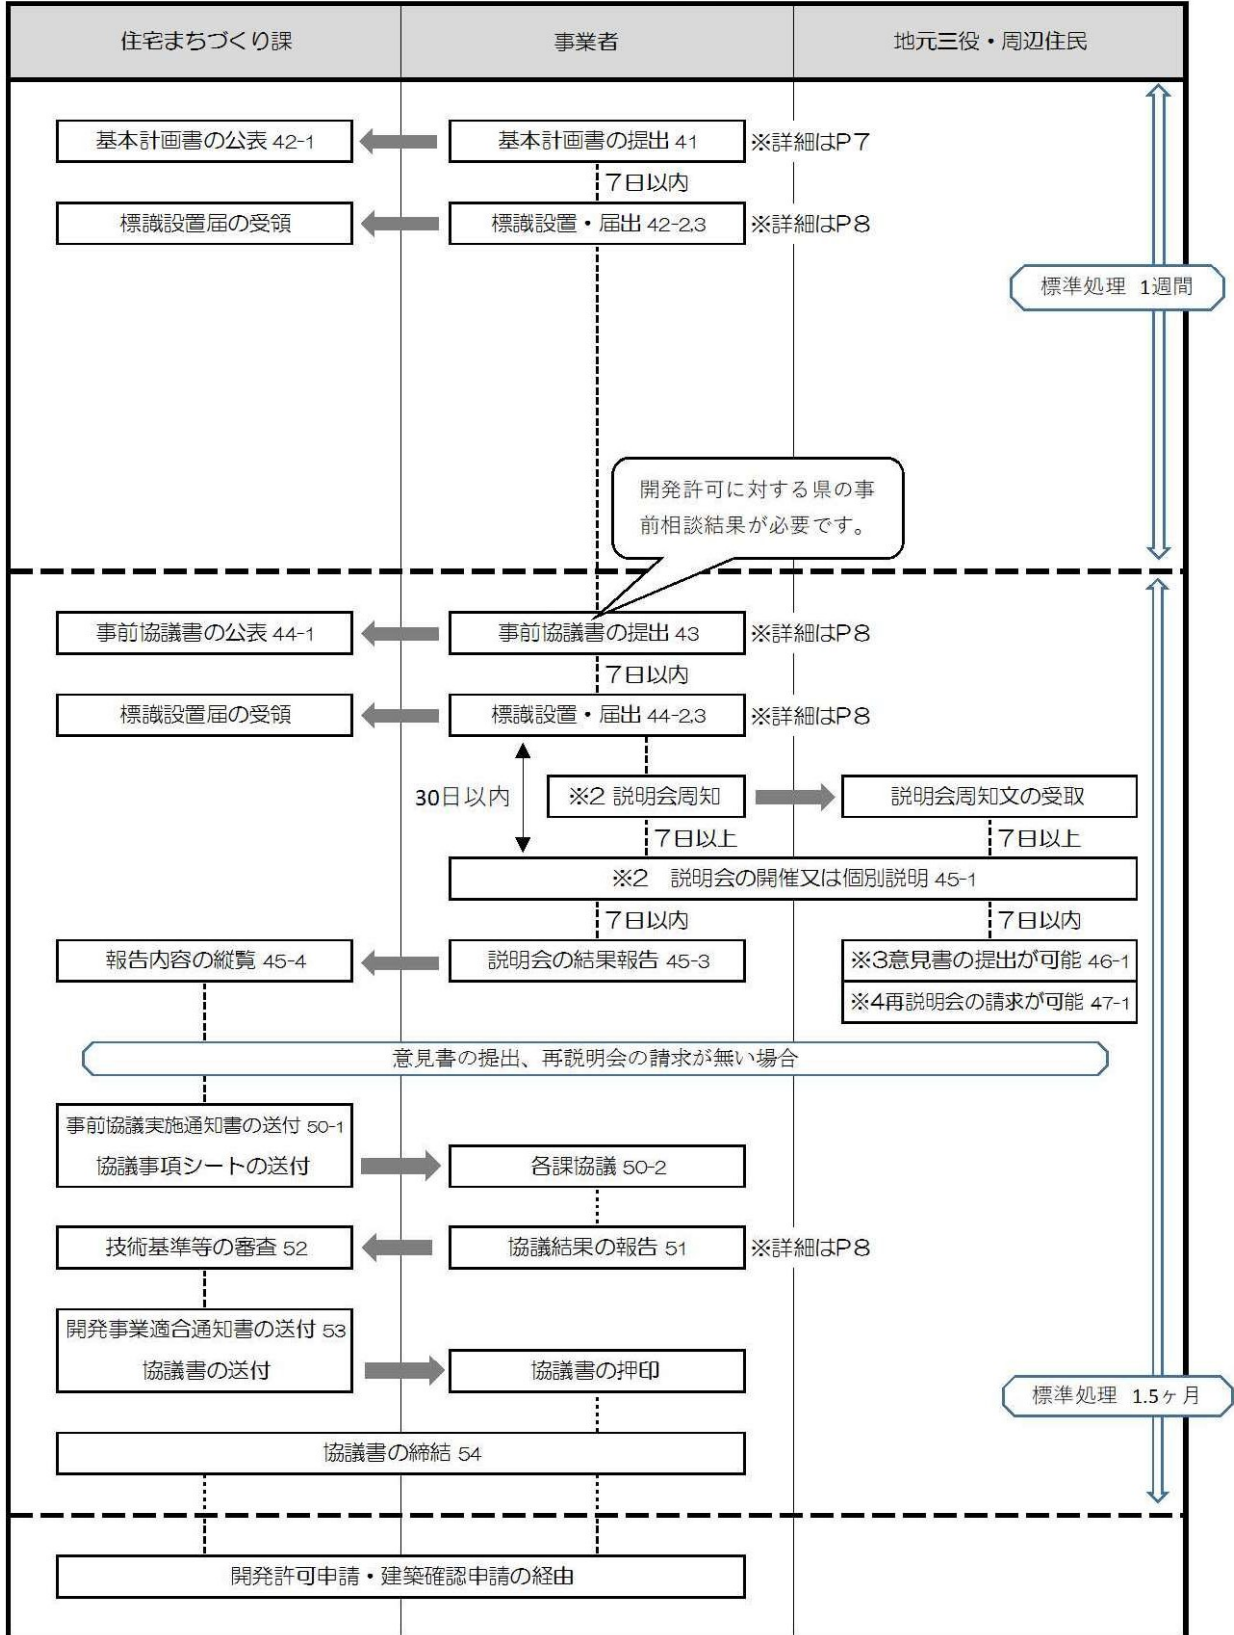 住宅まちづくり課
事業者
地元三役・周辺住民
基本計画書の公表 42-1
基本計画書の提出 41
※詳細はP7
7日以内
標識設置届の受領
標識設置・届出 42-2,3
※詳細はP8
標準処理 1週間
開発許可に対する県の事
前相談結果が必要です。
事前協議書の公表 44-1
事前協議書の提出 43
※詳細はP8
7日以内
標識設置届の受領
標識設置・届出 44-2,3
※詳細はP8
30日以内
※2 説明会周知
説明会周知文の受取
7日以上
7日以上
※2 説明会の開催又は個別説明 45-1
7日以内
7日以内
報告内容の縦覧 45-4
説明会の結果報告 45-3
※3意見書の提出が可能 46-1
※4再説明会の請求が可能 47-1
意見書の提出、再説明会の請求が無い場合
事前協議実施通知書の送付 50-1
協議事項シートの送付
各課協議 50-2
技術基準等の審査 52
協議結果の報告 51
※詳細はP8
開発事業適合通知書の送付 53
協議書の送付
協議書の押印
標準処理 1.5ヶ月
協議書の締結 54
開発許可申請・建築確認申請の経由